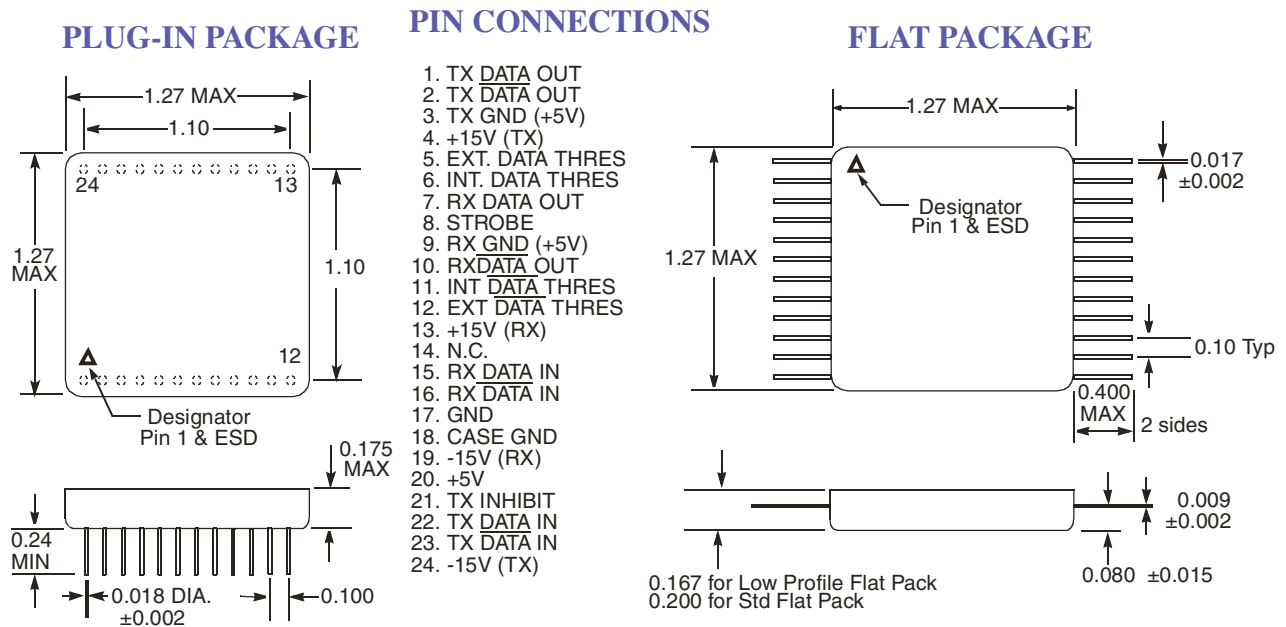 PLUG-IN PACKAGE
1.27 MAX
1.10
24
13
1.27
MAX
1.10
12
Designator
Pin 1 & ESD
0.175
MAX
0.24
MIN
0.018 DIA.
±0.002
0.100
PIN CONNECTIONS
1. TX DATA OUT
2. TX DATA OUT
3. TX GND (+5V)
4. +15V (TX)
5. EXT. DATA THRES
6. INT. DATA THRES
7. RX DATA OUT
8. STROBE
9. RX GND (+5V)
10. RXDATA OUT
11. INT DATA THRES
12. EXT DATA THRES
13. +15V (RX)
14. N.C.
15. RX DATA IN
16. RX DATA IN
17. GND
18. CASE GND
19. -15V (RX)
20. +5V
21. TX INHIBIT
22. TX DATA IN
23. TX DATA IN
24. -15V (TX)
FLAT PACKAGE
1.27 MAX
0.017
±0.002
Designator
Pin 1 & ESD
1.27 MAX
0.10 Typ
0.400
MAX
2 sides
0.009
±0.002
0.080 ±0.015
0.167 for Low Profile Flat Pack
0.200 for Std Flat Pack